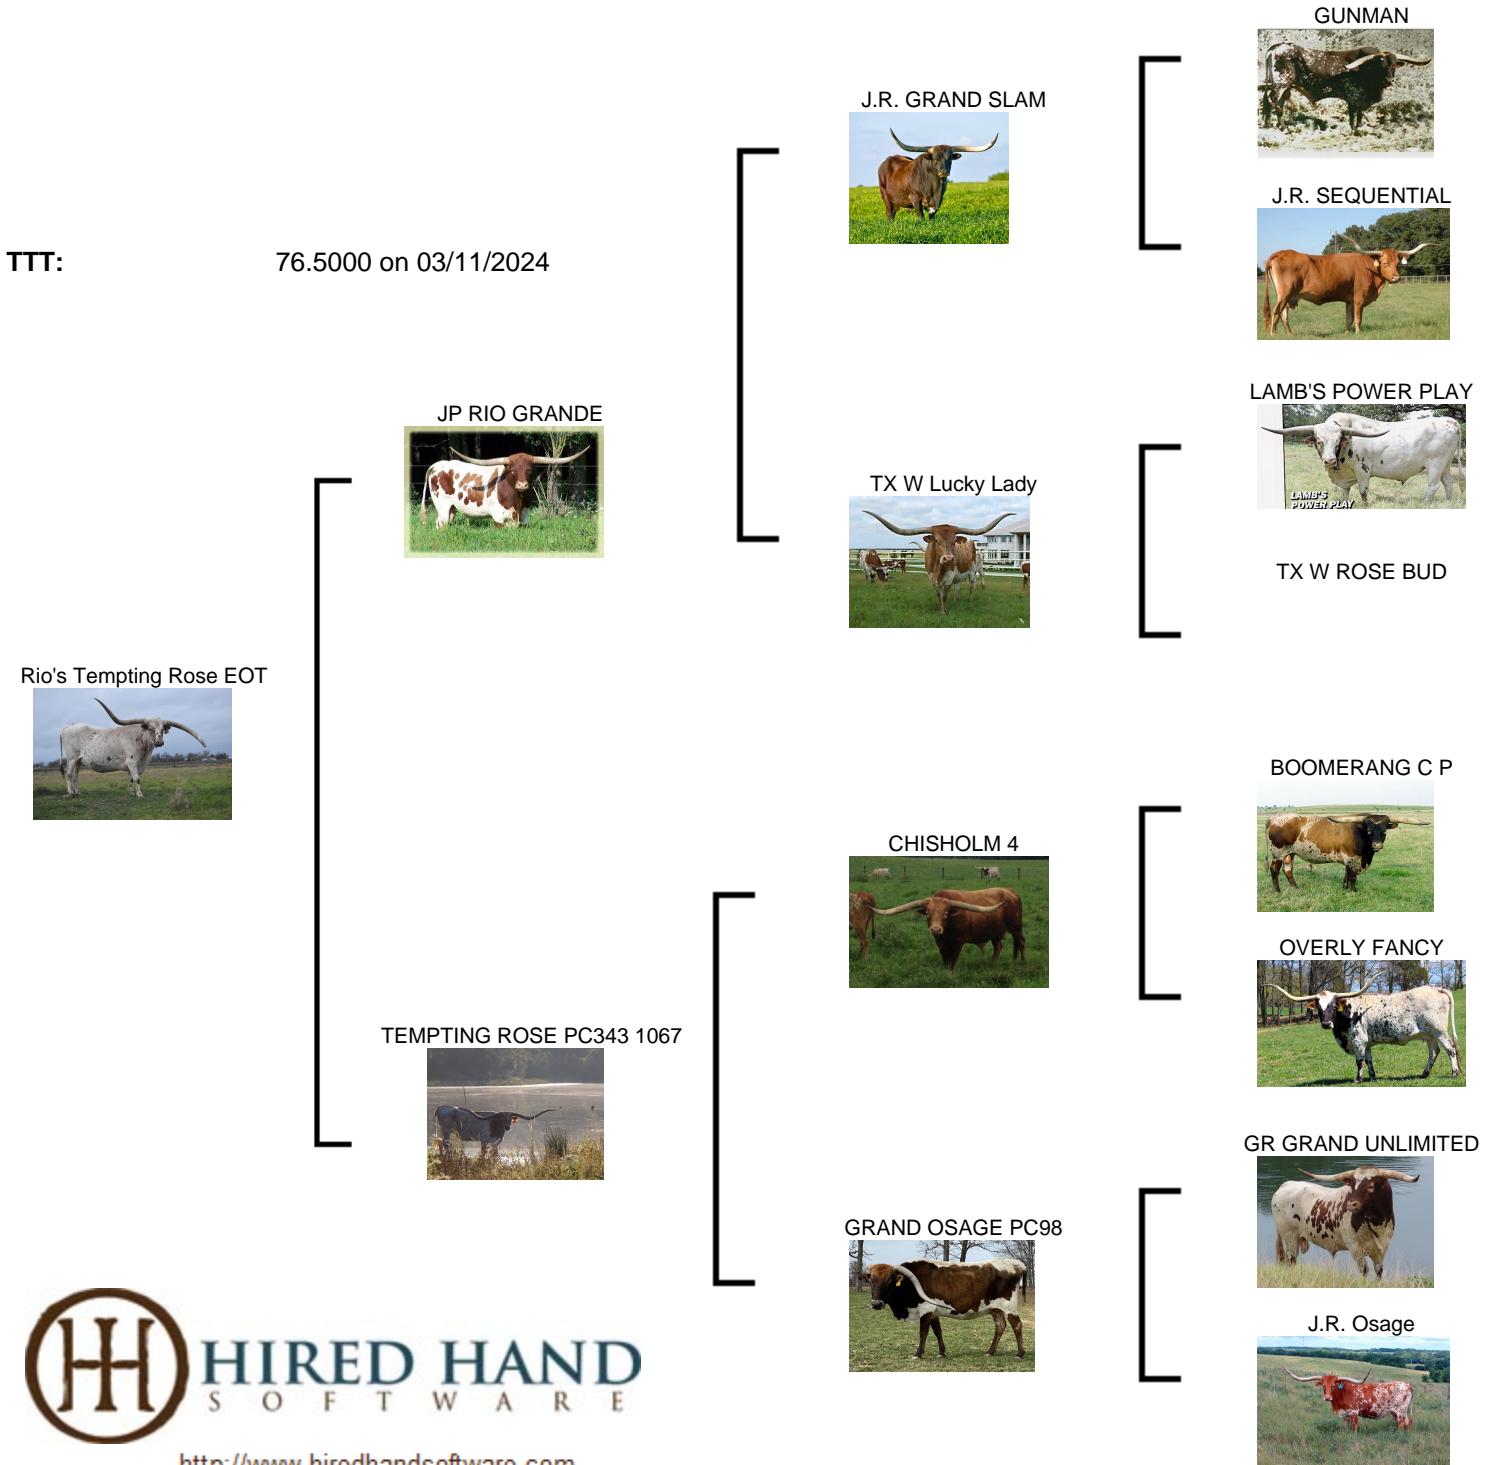 GUNMAN
J.R. GRAND SLAM
J.R. SEQUENTIAL
TTT: 76.5000 on 03/11/2024
LAMB'S POWER PLAY
JP RIO GRANDE
TX W Lucky Lady
LAMB'S
POWER PLAY
TX W ROSE BUD
Rio's Tempting Rose EOT
BOOMERANG C P
CHISHOLM 4
OVERLY FANCY
TEMPTING ROSE PC343 1067
GR GRAND UNLIMITED
GRAND OSAGE PC98
J.R. Osage
HIRED HAND
SOFTWARE
http://www.hiredhandsoftware.com